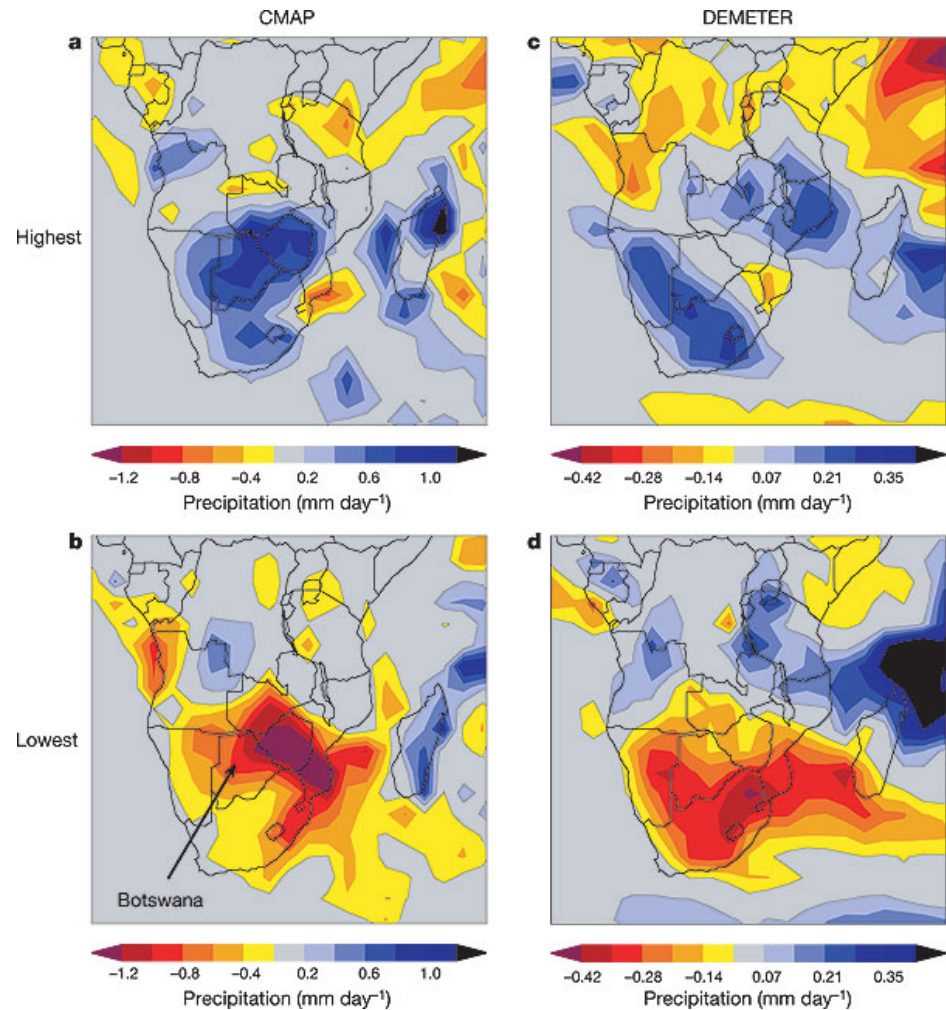 CMAP
DEMETER
a
c
Highest
−1.2 −0.8 −0.4 0.2 0.6 1.0
Precipitation (mm day⁻¹)
−0.42 −0.28 −0.14 0.07 0.21 0.35
Precipitation (mm day⁻¹)
b
d
Lowest
Botswana
−1.2 −0.8 −0.4 0.2 0.6 1.0
Precipitation (mm day⁻¹)
−0.42 −0.28 −0.14 0.07 0.21 0.35
Precipitation (mm day⁻¹)